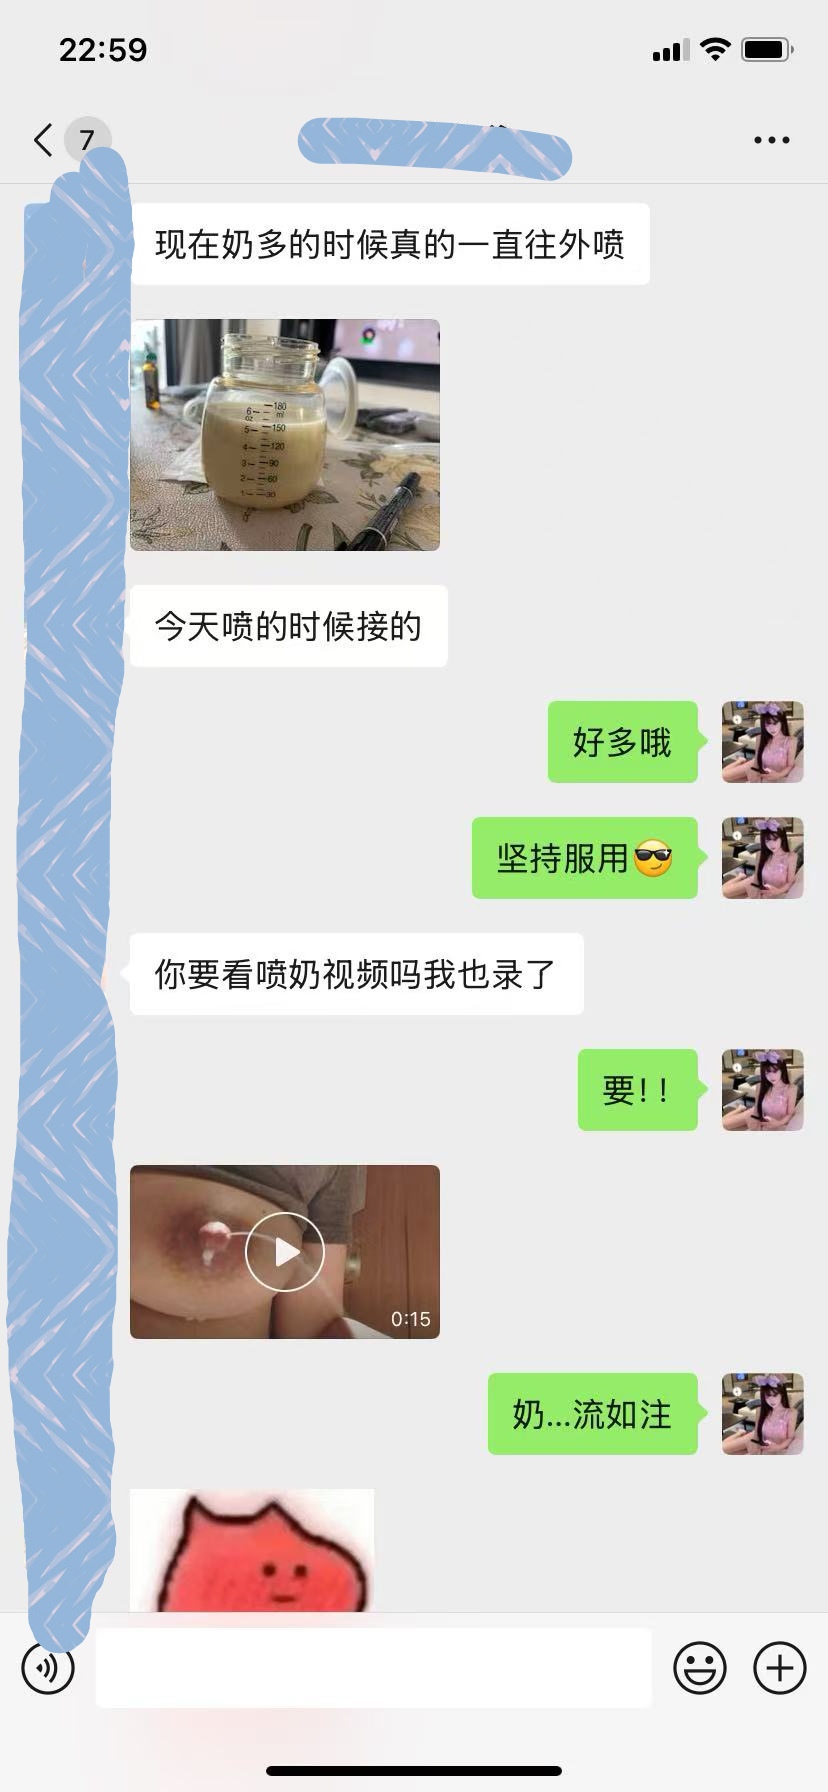 22:59
7
现在奶多的时候真的一直往外喷
6 180
oz ml
5 150
4 120
3 90
2 60
1 30
今天喷的时候接的
好多哦
坚持服用😎
你要看喷奶视频吗我也录了
要!!
0:15
奶...流如注